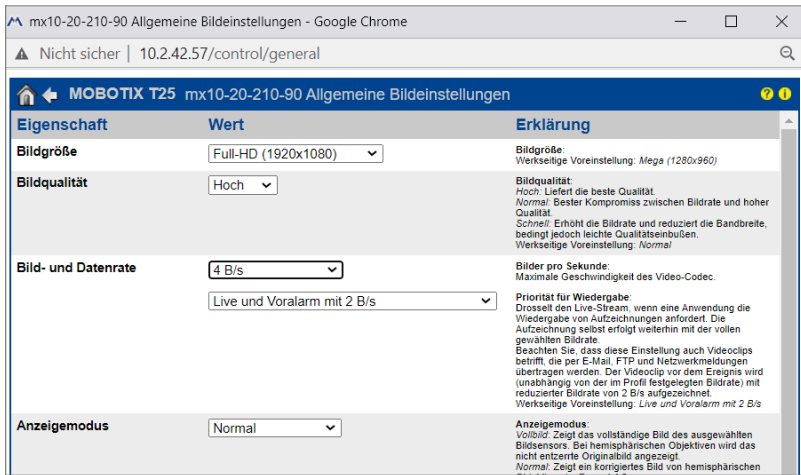 mx10-20-210-90 Allgemeine Bildeinstellungen - Google Chrome
Nicht sicher | 10.2.42.57/control/general
MOBOTIX T25 mx10-20-210-90 Allgemeine Bildeinstellungen
Eigenschaft Wert Erklärung
Bildgröße
Full-HD (1920x1080)
Bildgröße:
Werkseitige Voreinstellung: Mega (1280x960)
Bildqualität
Hoch
Bildqualität:
Hoch: Liefert die beste Qualität.
Normal: Bester Kompromiss zwischen Bildrate und hoher
Qualität.
Schnell: Erhöht die Bildrate und reduziert die Bandbreite,
bedingt jedoch leichte Qualitätseinbußen.
Werkseitige Voreinstellung: Normal
Bild- und Datenrate
4 B/s
Live und Voralarm mit 2 B/s
Bilder pro Sekunde:
Maximale Geschwindigkeit des Video-Codec.
Priorität für Wiedergabe:
Drosselt den Live-Stream, wenn eine Anwendung die
Wiedergabe von Aufzeichnungen anfordert. Die
Aufzeichnung selbst erfolgt weiterhin mit der vollen
gewählten Bildrate.
Beachten Sie, dass diese Einstellung auch Videoclips
betrifft, die per E-Mail, FTP und Netzwerkmeldungen
übertragen werden. Der Videoclip vor dem Ereignis wird
(unabhängig von der im Profil festgelegten Bildrate) mit
reduzierter Bildrate von 2 B/s aufgezeichnet.
Werkseitige Voreinstellung: Live und Voralarm mit 2 B/s
Anzeigemodus
Normal
Anzeigemodus:
Vollbild: Zeigt das vollständige Bild des ausgewählten
Bildsensors. Bei hemisphärischen Objektiven wird das
nicht entzerrte Originalbild angezeigt.
Normal: Zeigt ein korrigiertes Bild von hemisphärischen